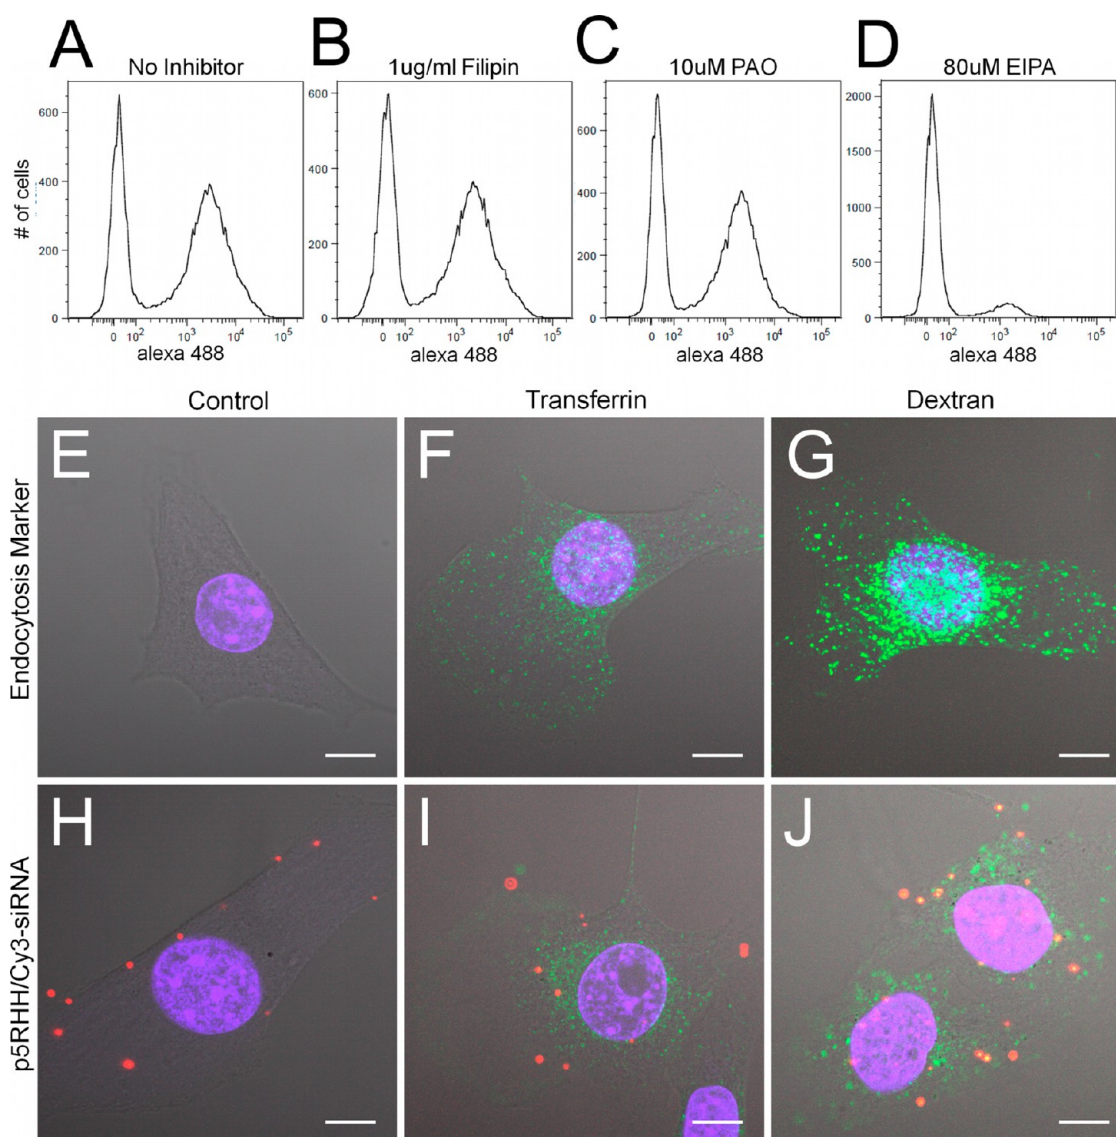 A
B
C
D
No Inhibitor
1ug/ml Filipin
10uM PAO
80uM EIPA
# of cells
600
400
200
0
600
400
200
0
600
400
200
0
2000
1500
1000
500
0
0 10² 10³ 10⁴ 10⁵
0 10² 10³ 10⁴ 10⁵
0 10² 10³ 10⁴ 10⁵
0 10² 10³ 10⁴ 10⁵
alexa 488
alexa 488
alexa 488
alexa 488
Control
Transferrin
Dextran
Endocytosis Marker
E
F
G
p5RHH/Cy3-siRNA
H
I
J